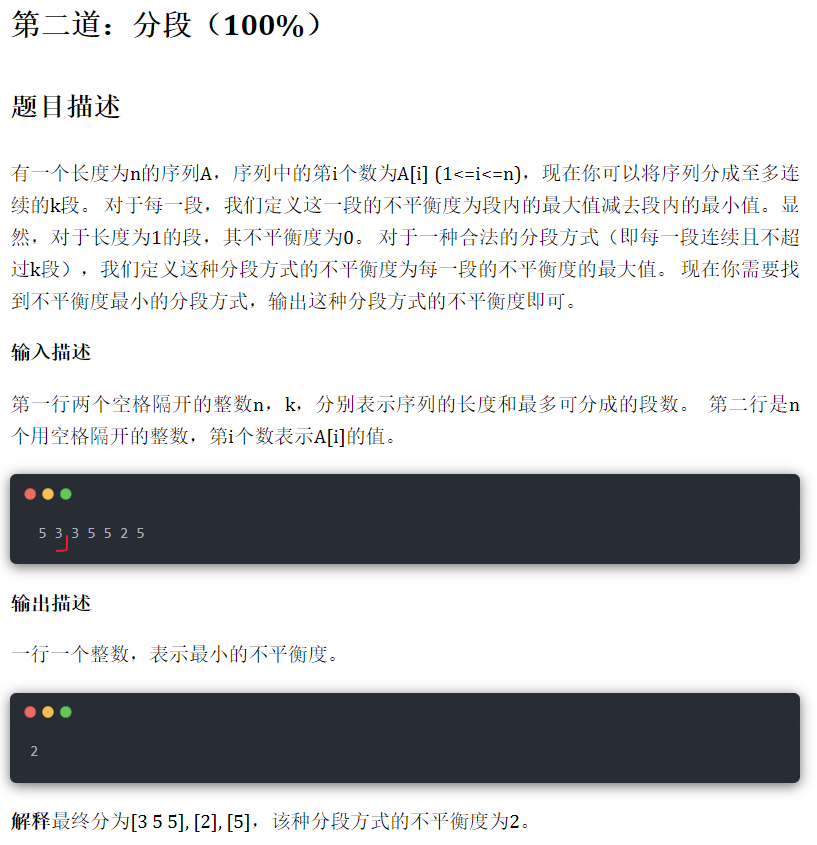 第二道：分段（100%）
题目描述
有一个长度为n的序列A，序列中的第i个数为A[i] (1<=i<=n)，现在你可以将序列分成至多连
续的k段。 对于每一段，我们定义这一段的不平衡度为段内的最大值减去段内的最小值。显
然，对于长度为1的段，其不平衡度为0。 对于一种合法的分段方式（即每一段连续且不超
过k段），我们定义这种分段方式的不平衡度为每一段的不平衡度的最大值。 现在你需要找
到不平衡度最小的分段方式，输出这种分段方式的不平衡度即可。
输入描述
第一行两个空格隔开的整数n，k，分别表示序列的长度和最多可分成的段数。 第二行是n
个用空格隔开的整数，第i个数表示A[i]的值。
5 3 3 5 5 2 5
输出描述
一行一个整数，表示最小的不平衡度。
2
解释最终分为[3 5 5], [2], [5]，该种分段方式的不平衡度为2。